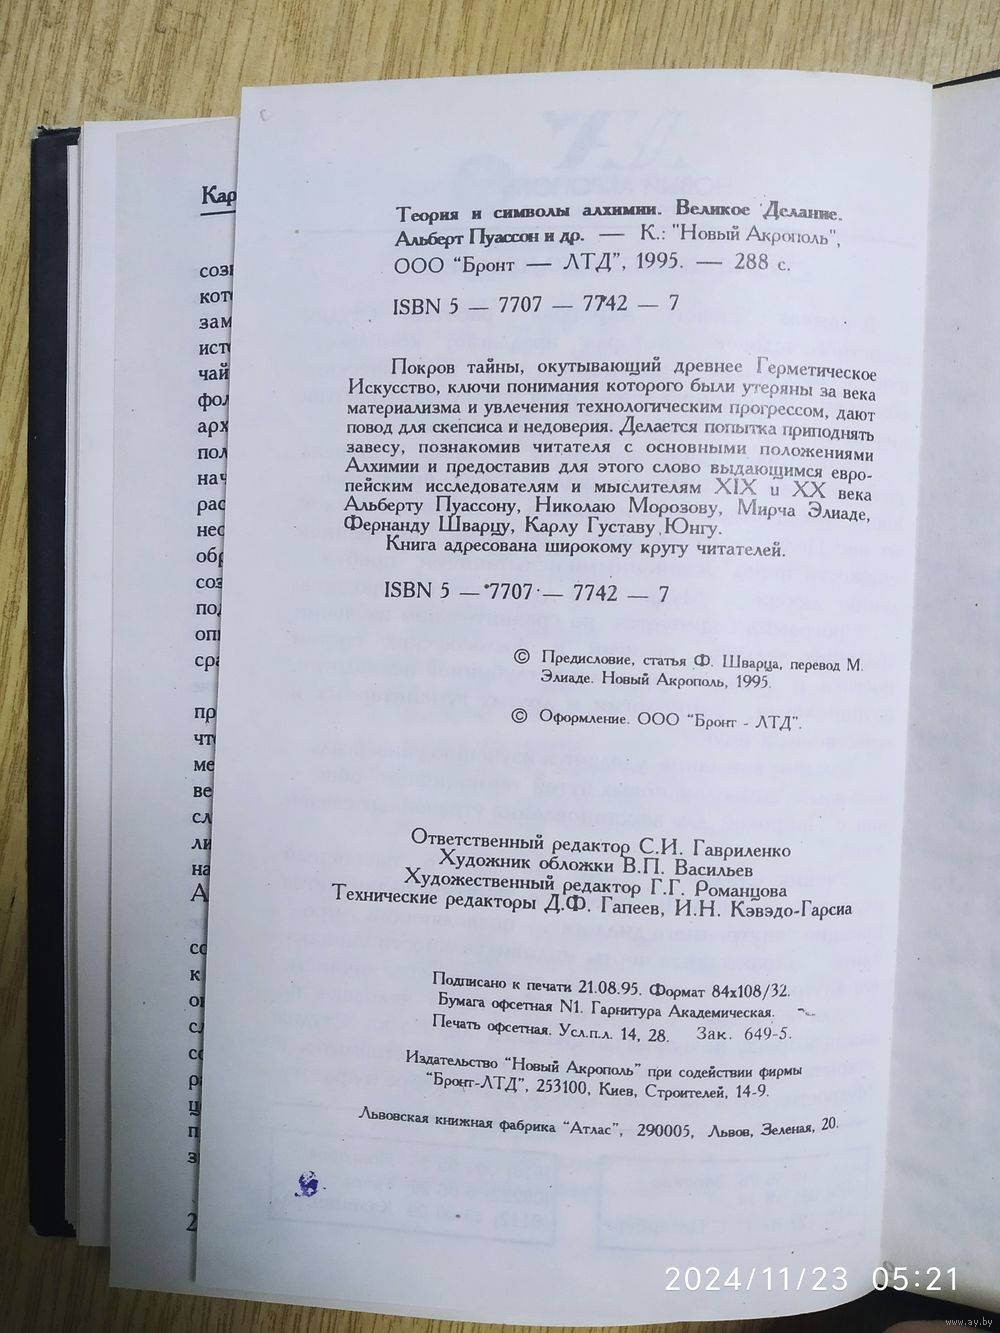 Теория и символы алхимии. Великое Делание.
Альберт Пуассон и др. — К.: "Новый Акрополь",
ООО "Бронт — ЛТД", 1995. — 288 с.
ISBN 5 — 7707 — 7742 — 7
Покров тайны, окутывающий древнее Герметическое
Искусство, ключи понимания которого были утеряны за века
материализма и увлечения технологическим прогрессом, дают
повод для скепсиса и недоверия. Делается попытка приподнять
завесу, познакомив читателя с основными положениями
Алхимии и предоставив для этого слово выдающимся евро-
пейским исследователям и мыслителям XIX и XX века
Альберту Пуассону, Николаю Морозову, Мирча Элиаде,
Фернанду Шварцу, Карлу Густаву Юнгу.
Книга адресована широкому кругу читателей.
ISBN 5 — 7707 — 7742 — 7
© Предисловие, статья Ф. Шварца, перевод М.
Элиаде. Новый Акрополь, 1995.
© Оформление. ООО "Бронт - ЛТД".
Ответственный редактор С.И. Гавриленко
Художник обложки В.П. Васильев
Художественный редактор Г.Г. Романцова
Технические редакторы Д.Ф. Гапеев, И.Н. Кэвэдо-Гарсиа
Подписано к печати 21.08.95. Формат 84x108/32.
Бумага офсетная N1. Гарнитура Академическая.
Печать офсетная. Усл.п.л. 14, 28. Зак. 649-5.
Издательство "Новый Акрополь" при содействии фирмы
"Бронт-ЛТД", 253100, Киев, Строителей, 14-9.
Львовская книжная фабрика "Атлас", 290005, Львов, Зеленая, 20.
2024/11/23 05:21
www.ay.by